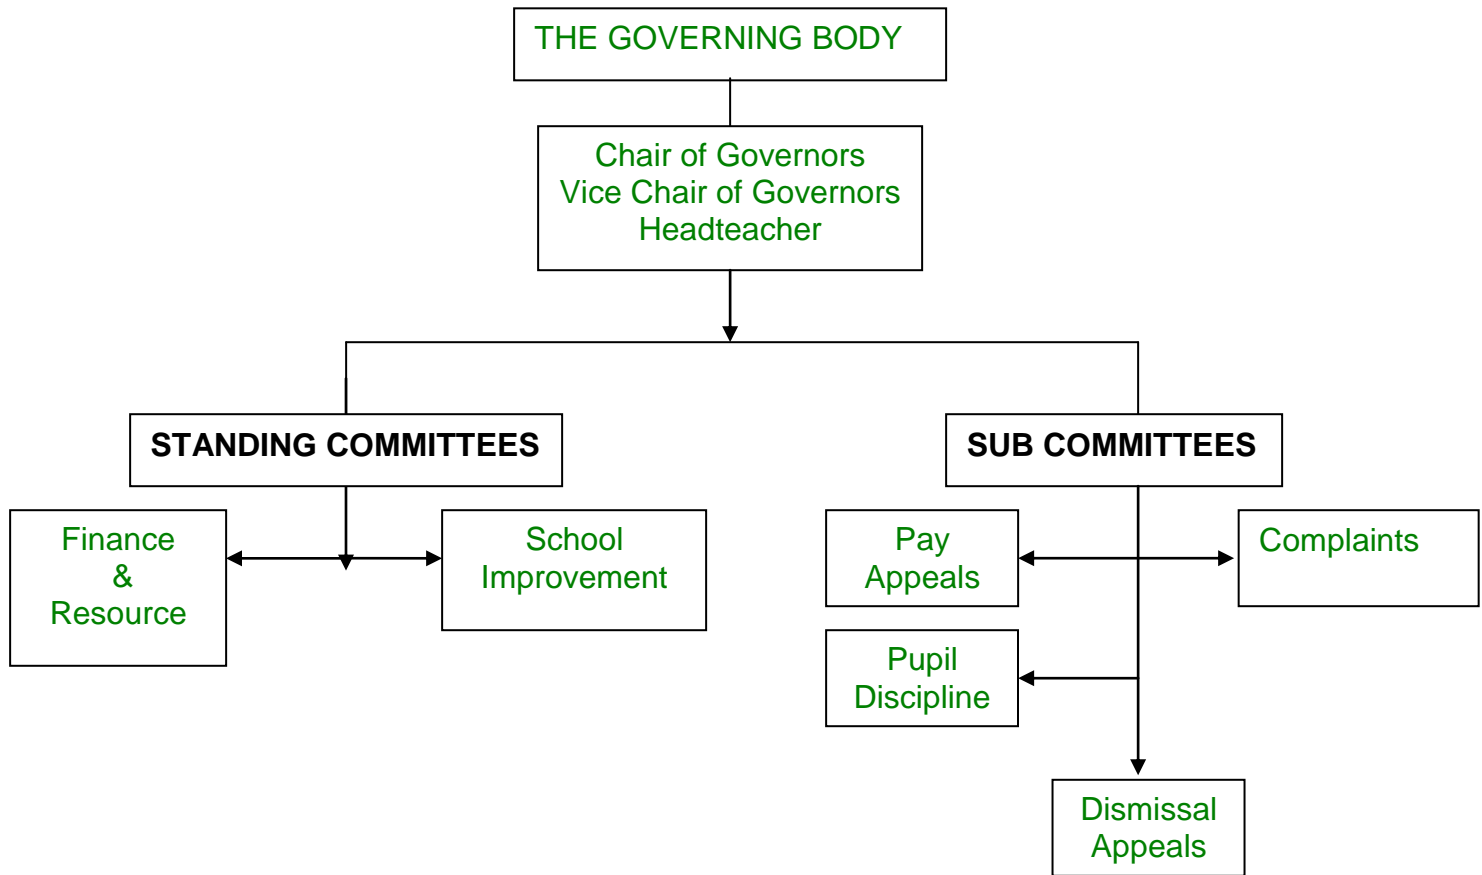 THE GOVERNING BODY
Chair of Governors
Vice Chair of Governors
Headteacher
STANDING COMMITTEES
SUB COMMITTEES
Finance
&
Resource
School
Improvement
Pay
Appeals
Complaints
Pupil
Discipline
Dismissal
Appeals